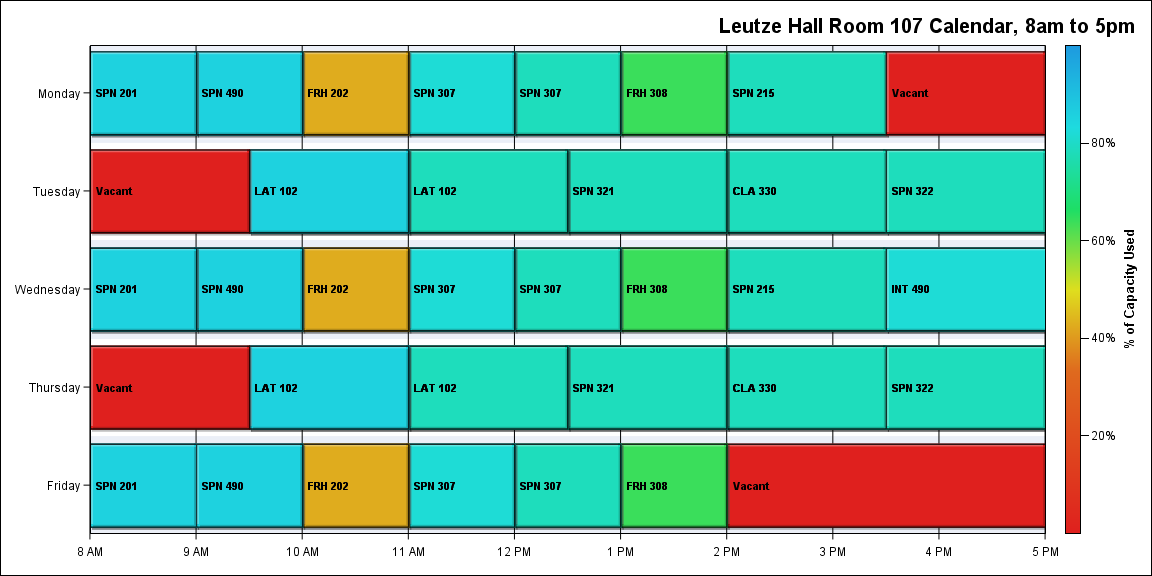 Leutze Hall Room 107 Calendar, 8am to 5pm
Monday
SPN 201
SPN 490
FRH 202
SPN 307
SPN 307
FRH 308
SPN 215
Vacant
Tuesday
Vacant
LAT 102
LAT 102
SPN 321
CLA 330
SPN 322
Wednesday
SPN 201
SPN 490
FRH 202
SPN 307
SPN 307
FRH 308
SPN 215
INT 490
Thursday
Vacant
LAT 102
LAT 102
SPN 321
CLA 330
SPN 322
Friday
SPN 201
SPN 490
FRH 202
SPN 307
SPN 307
FRH 308
Vacant
8 AM
9 AM
10 AM
11 AM
12 PM
1 PM
2 PM
3 PM
4 PM
5 PM
80%
60%
40%
20%
% of Capacity Used